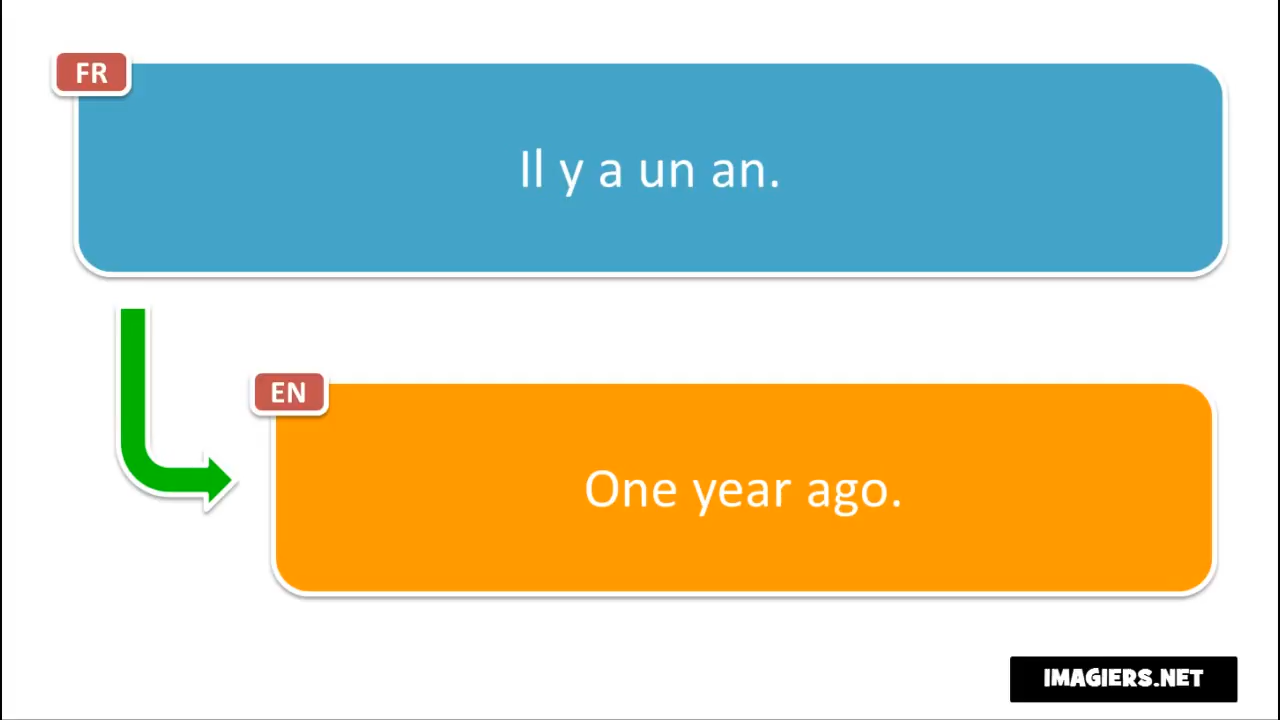 FR
Il y a un an.
EN
One year ago.
IMAGIERS.NET